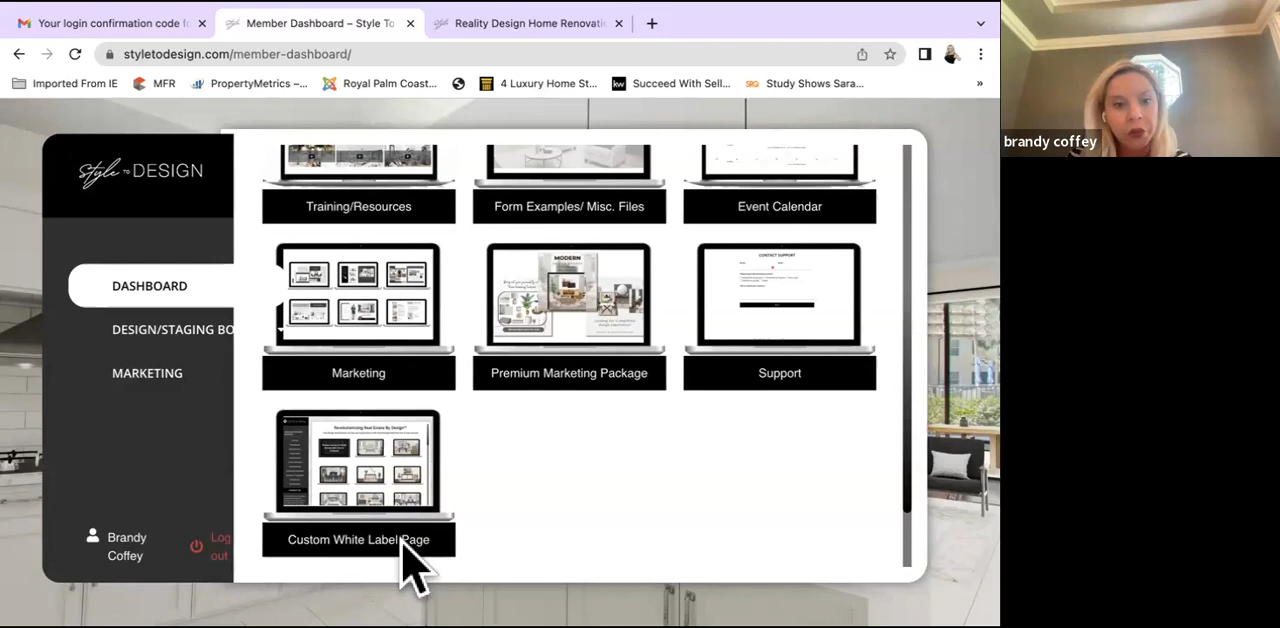 Your login confirmation code f
Member Dashboard – Style To
Reality Design Home Renovati
styletodesign.com/member-dashboard/
Imported From IE
MFR
PropertyMetrics –...
Royal Palm Coast...
4 Luxury Home St...
kw
Succeed With Sell...
SRG
Study Shows Sara...
»
brandy coffey
Style TO DESIGN
Training/Resources
Form Examples/ Misc. Files
Event Calendar
DASHBOARD
DESIGN/STAGING BO
MARKETING
MODERN
CONTACT SUPPORT
Marketing
Premium Marketing Package
Support
Revolutionizing Real Estate By Design™
Custom White Label Page
Brandy
Coffey
Log
out